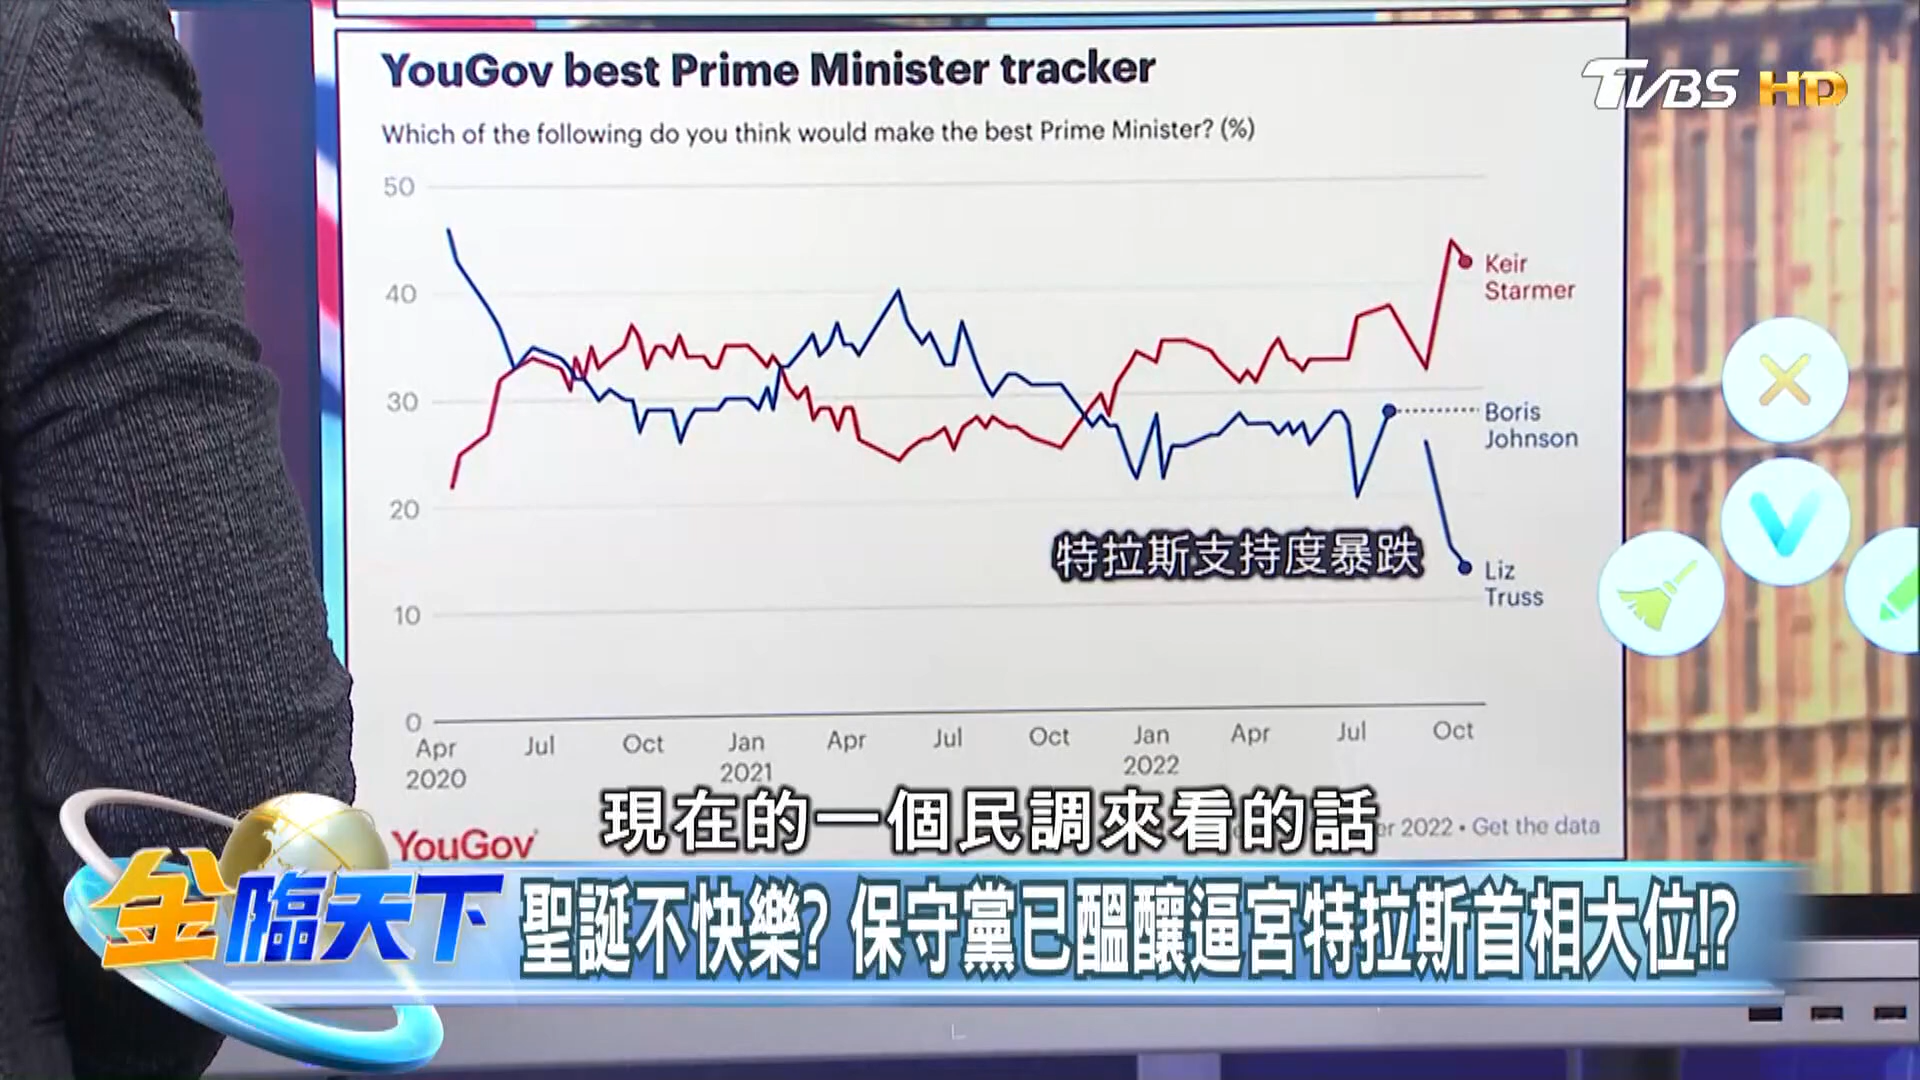 YouGov best Prime Minister tracker
TVBS HD
Which of the following do you think would make the best Prime Minister? (%)
50
40
30
20
10
0
Keir
Starmer
Boris
Johnson
Liz
Truss
特拉斯支持度暴跌
Apr
2020
Jul
Oct
Jan
2021
Apr
Jul
Oct
Jan
2022
Apr
Jul
Oct
現在的一個民調來看的話
YouGov
2022 • Get the data
金臨天下
聖誕不快樂? 保守黨已醞釀逼宮特拉斯首相大位!?